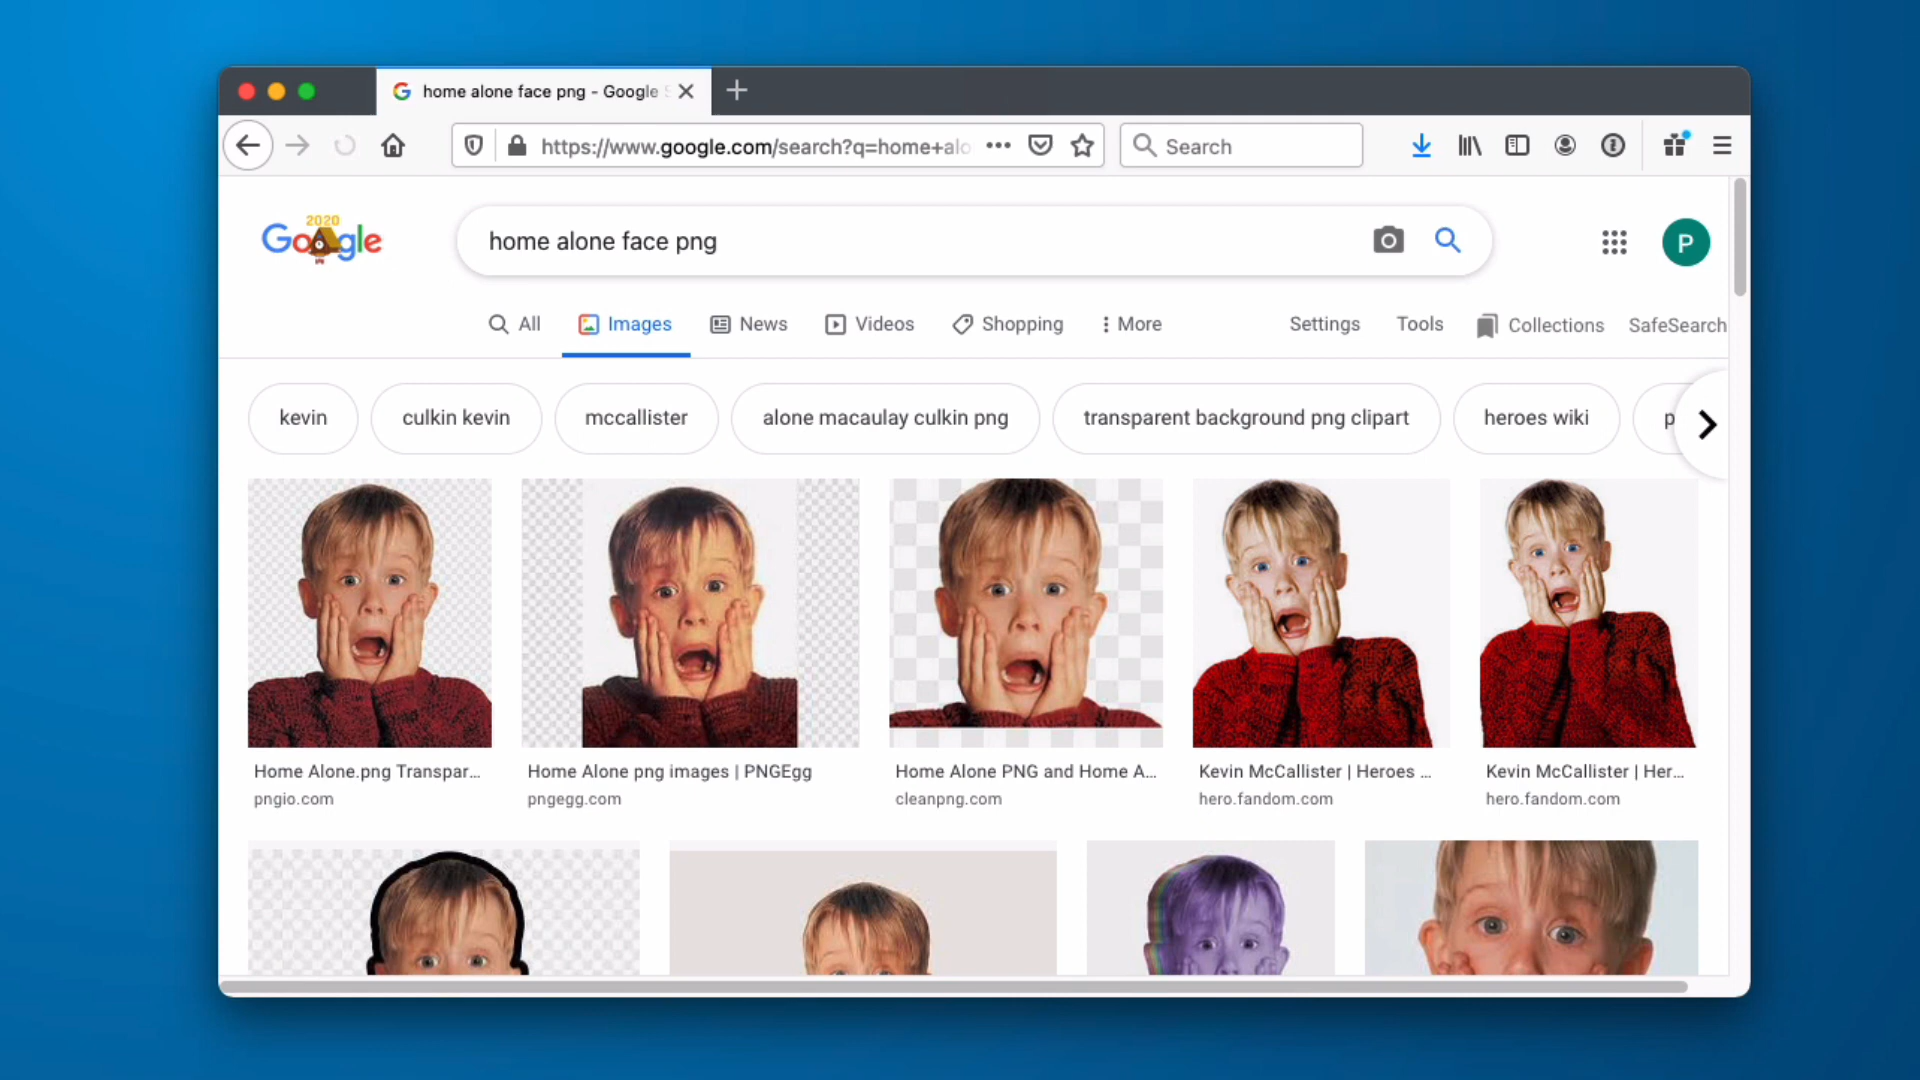 home alone face png - Google S
https://www.google.com/search?q=home+alo
Search
2020
Google
home alone face png
P
All
Images
News
Videos
Shopping
More
Settings
Tools
Collections
SafeSearch
kevin
culkin kevin
mccallister
alone macaulay culkin png
transparent background png clipart
heroes wiki
p
Home Alone.png Transpar...
Home Alone png images | PNGEgg
Home Alone PNG and Home A...
Kevin McCallister | Heroes ...
Kevin McCallister | Her...
pngio.com
pngegg.com
cleanpng.com
hero.fandom.com
hero.fandom.com